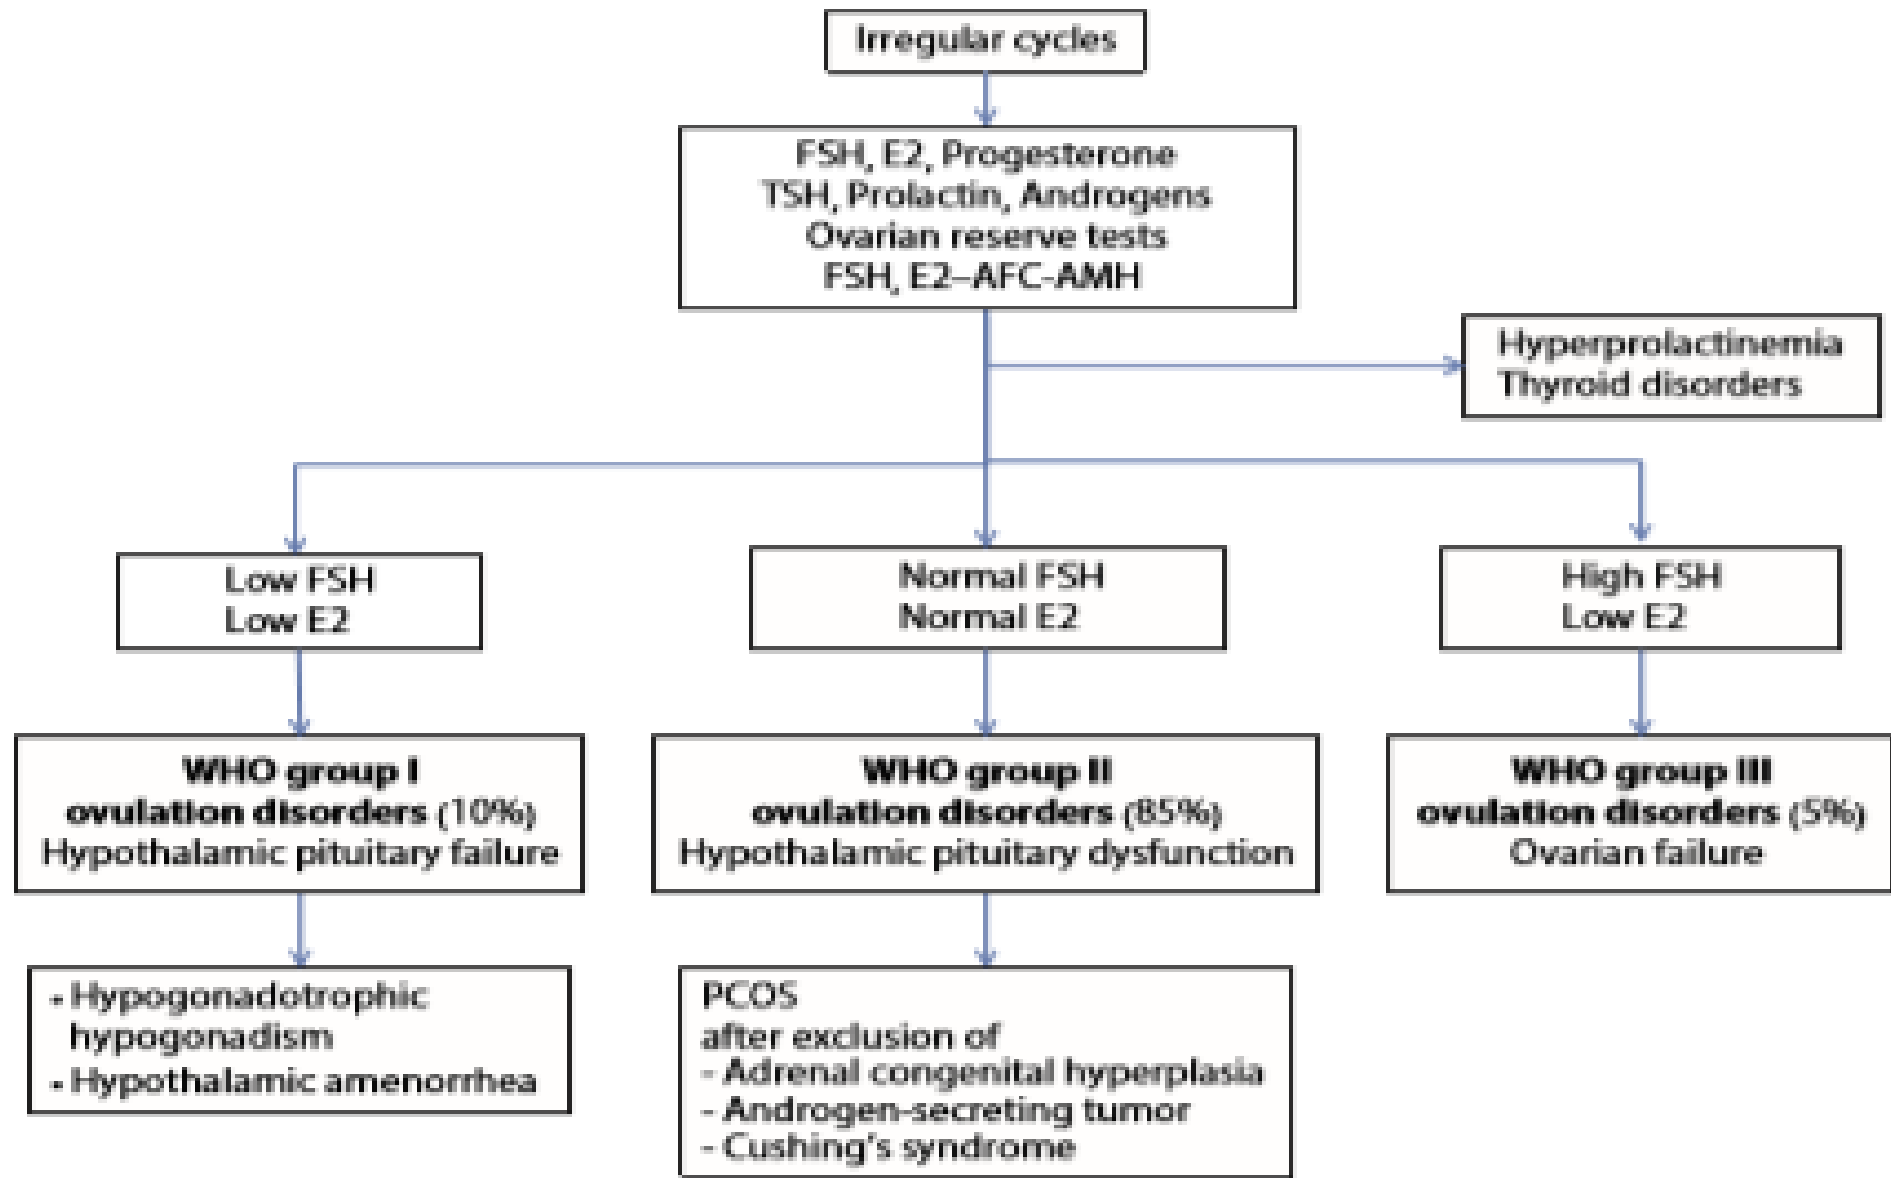 Irregular cycles
FSH, E2, Progesterone
TSH, Prolactin, Androgens
Ovarian reserve tests
FSH, E2–AFC-AMH
Hyperprolactinemia
Thyroid disorders
Low FSH
Low E2
Normal FSH
Normal E2
High FSH
Low E2
WHO group I
ovulation disorders (10%)
Hypothalamic pituitary failure
WHO group II
ovulation disorders (85%)
Hypothalamic pituitary dysfunction
WHO group III
ovulation disorders (5%)
Ovarian failure
• Hypogonadotrophic
hypogonadism
• Hypothalamic amenorrhea
PCOS
after exclusion of
- Adrenal congenital hyperplasia
- Androgen-secreting tumor
- Cushing's syndrome